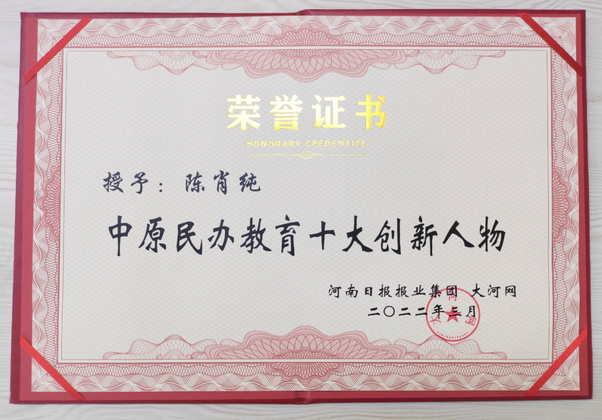 荣誉证书
HONORARY CREDENTICE
授予：陈肖纯
中原民办教育十大创新人物
河南日报报业集团 大河网
二〇二二年三月